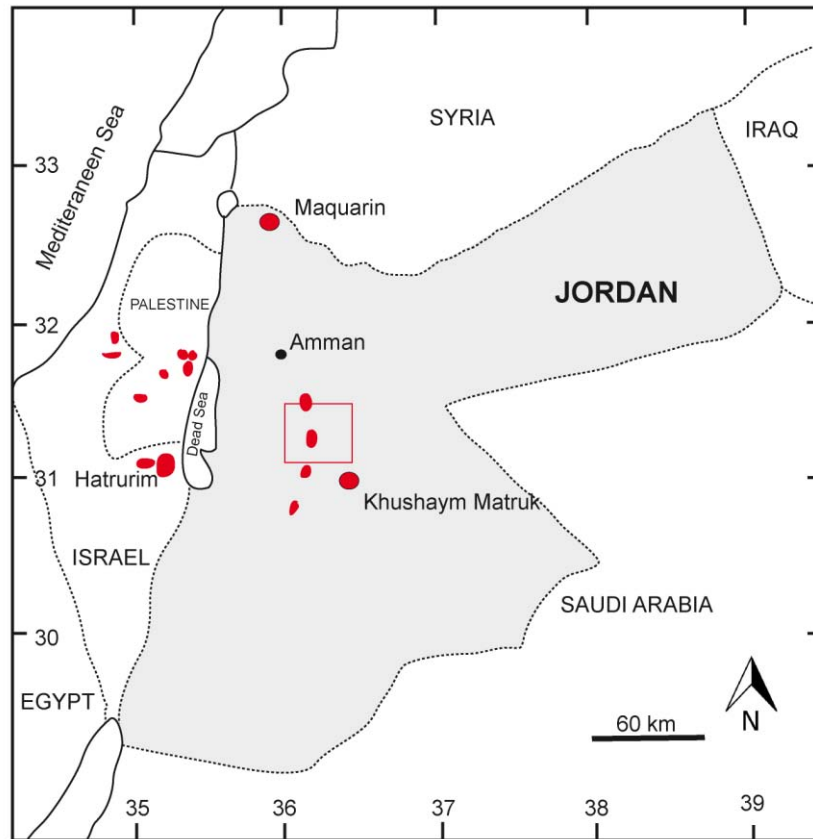 SYRIA
IRAQ
Mediteraneen Sea
33
Maquarin
JORDAN
PALESTINE
32
Amman
Dead Sea
31
Hatrurim
Khushaym Matruk
ISRAEL
SAUDI ARABIA
30
EGYPT
60 km
N
35
36
37
38
39